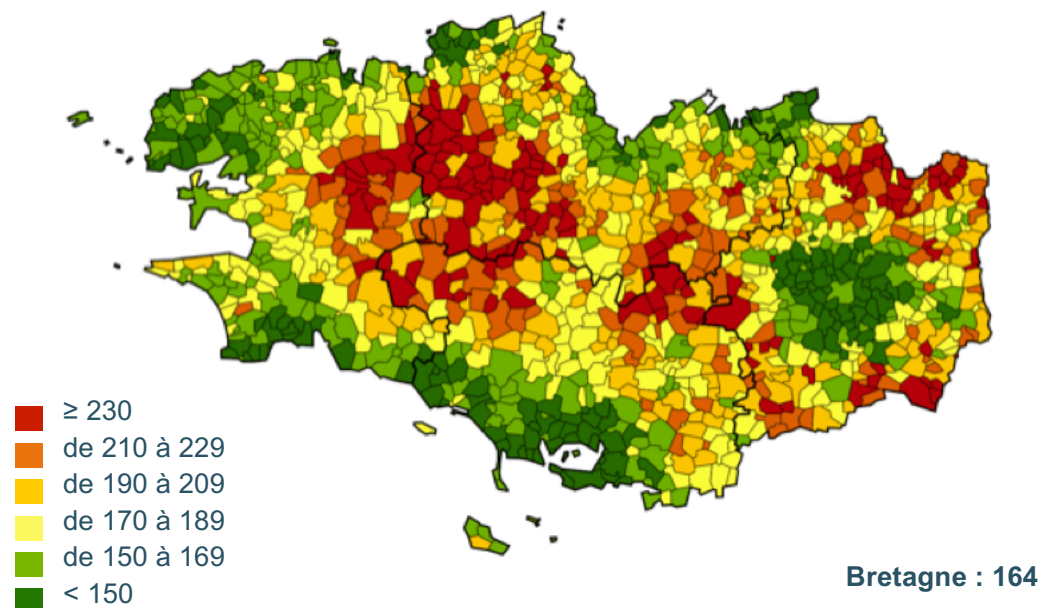 ≥ 230
de 210 à 229
de 190 à 209
de 170 à 189
de 150 à 169
< 150
Bretagne : 164